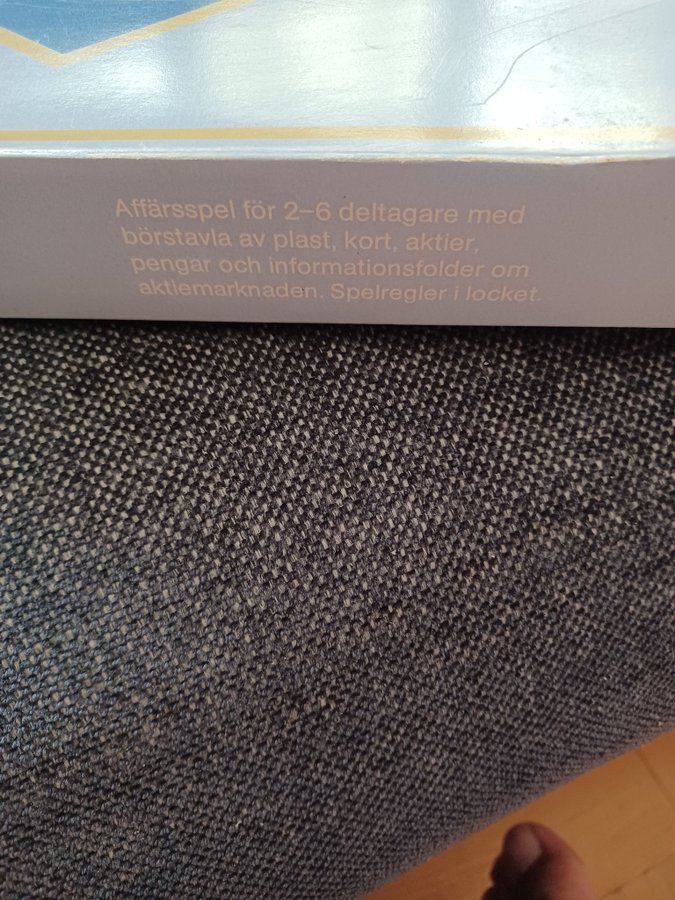 Affärsspel för 2–6 deltagare med
börstavla av plast, kort, aktier,
pengar och informationsfolder om
aktiemarknaden. Spelregler i locket.